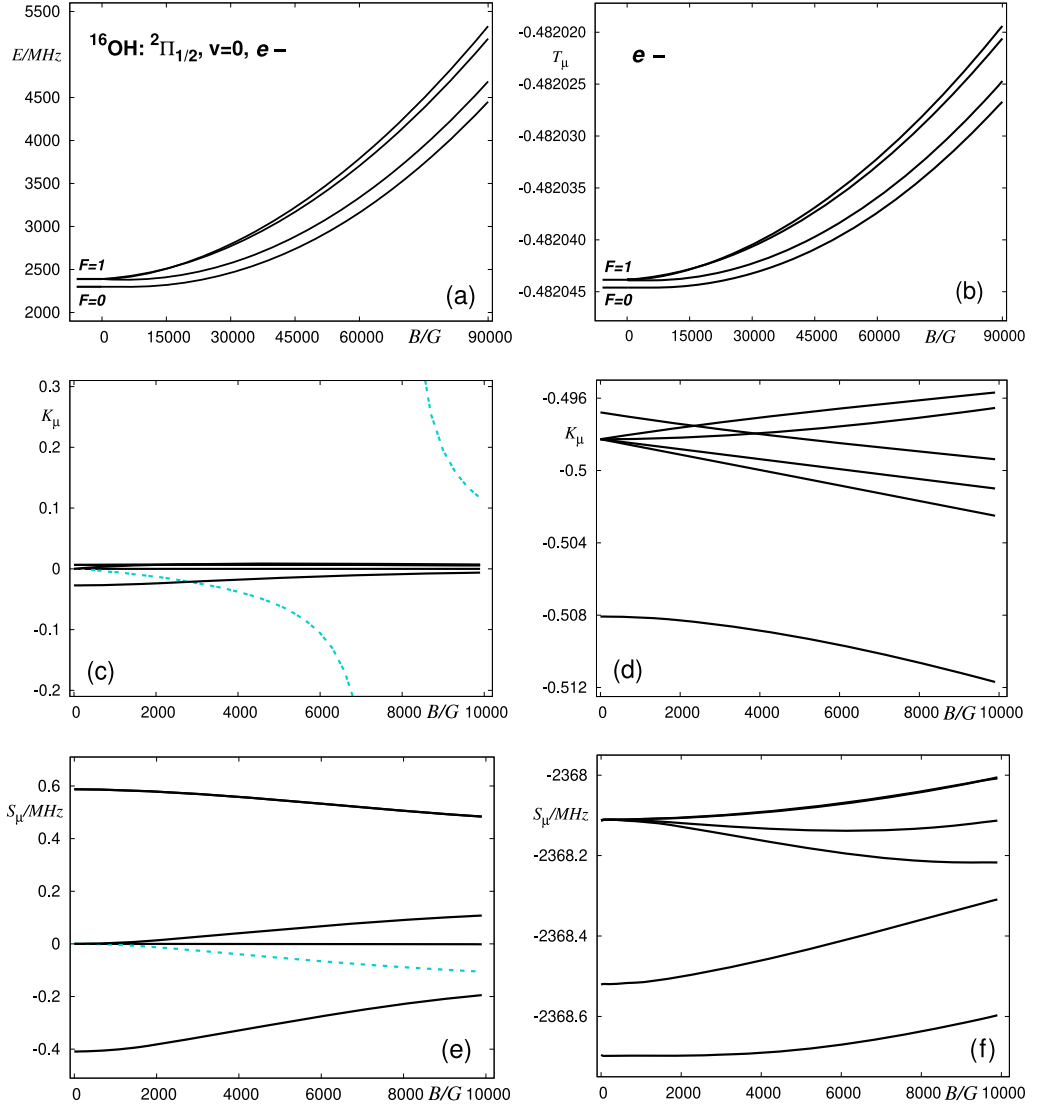 5500
5000
4500
4000
3500
3000
2500
2000
E/MHz
¹⁶OH: ²Π₁/₂, v=0, e −
F=1
F=0
(a)
0 15000 30000 45000 60000 B/G 90000
-0.482020
-0.482025
-0.482030
-0.482035
-0.482040
-0.482045
T_μ
e −
F=1
F=0
(b)
0 15000 30000 45000 60000 B/G 90000
0.3
0.2
0.1
0
-0.1
-0.2
K_μ
(c)
0 2000 4000 6000 8000 B/G 10000
-0.496
-0.5
-0.504
-0.508
-0.512
K_μ
(d)
0 2000 4000 6000 8000 B/G 10000
0.6
0.4
0.2
0
-0.2
-0.4
S_μ/MHz
(e)
0 2000 4000 6000 8000 B/G 10000
-2368
-2368.2
-2368.4
-2368.6
S_μ/MHz
(f)
0 2000 4000 6000 8000 B/G 10000